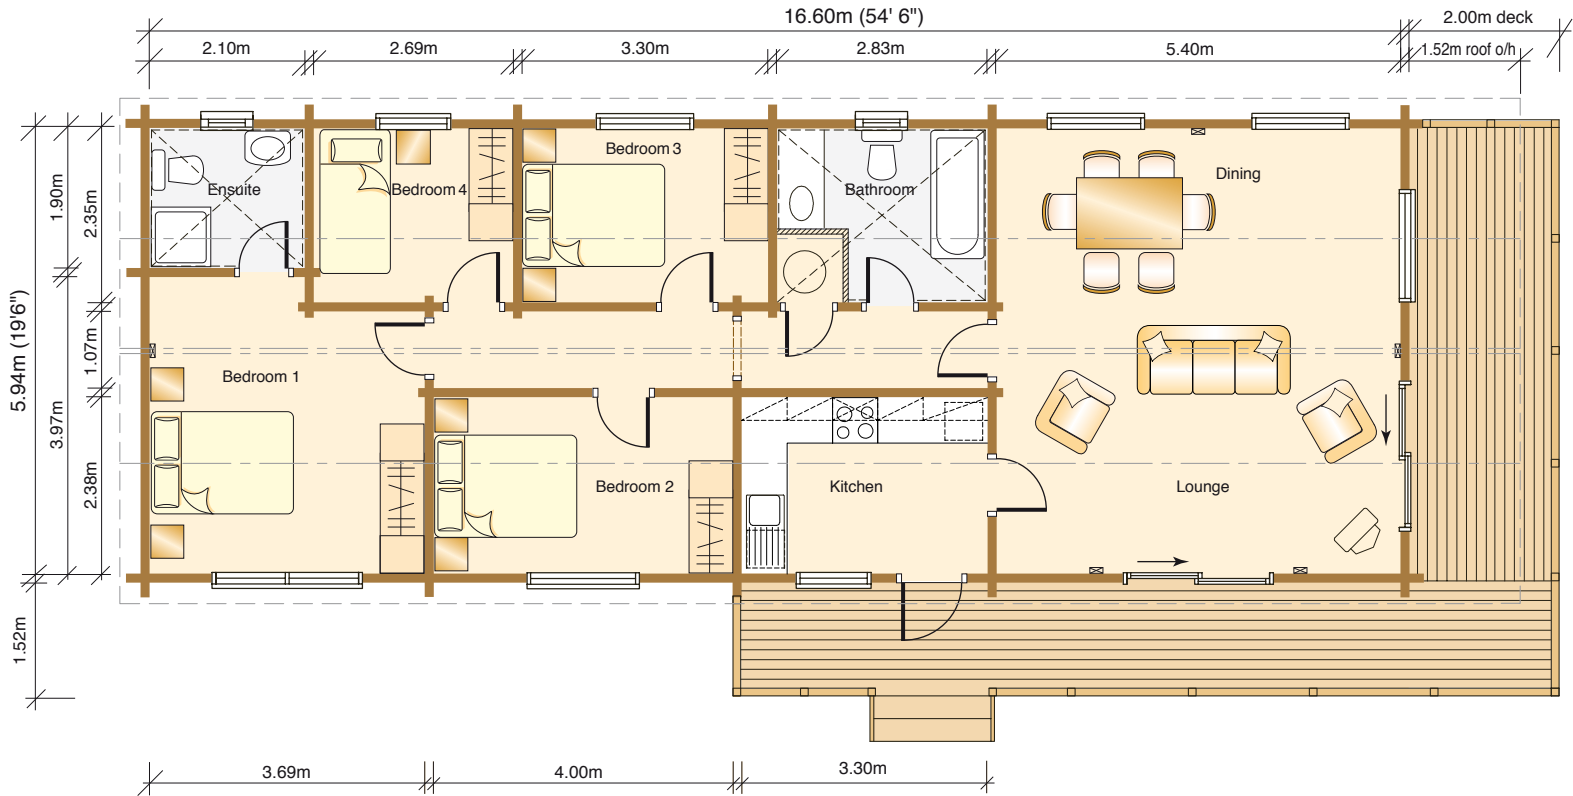 16.60m (54' 6")
2.00m deck
2.10m
2.69m
3.30m
2.83m
5.40m
1.52m roof o/h
Bedroom 3
Dining
Ensuite
Bedroom 4
Bathroom
1.90m
2.35m
5.94m (19'6")
1.07m
3.97m
2.38m
1.52m
Bedroom 1
Bedroom 2
Kitchen
Lounge
3.69m
4.00m
3.30m